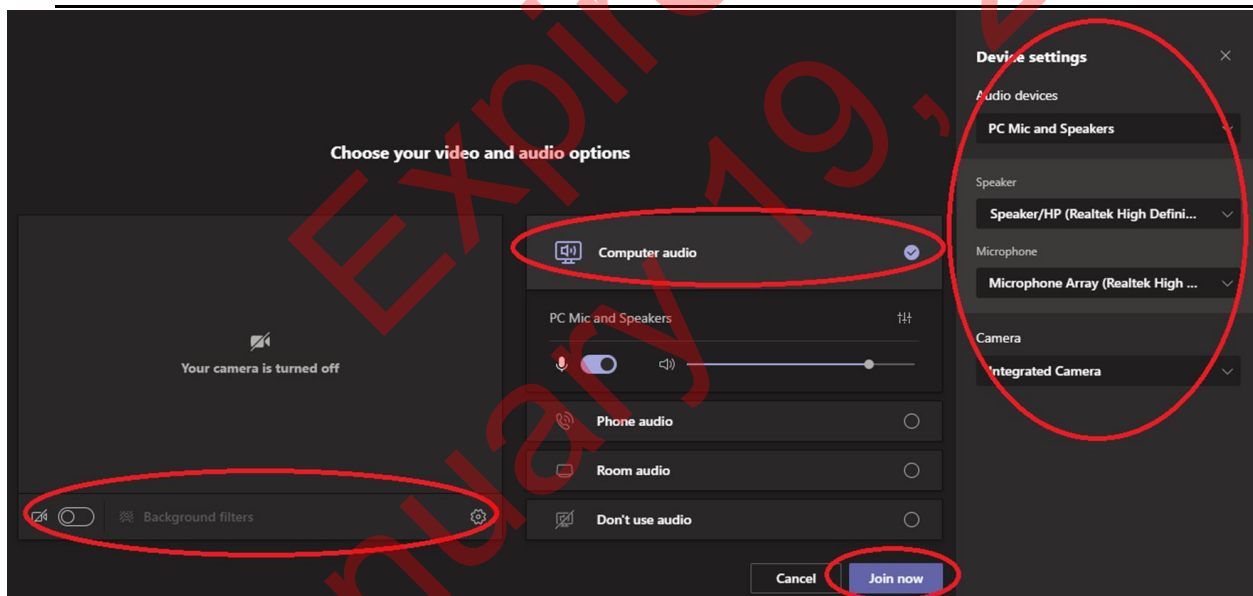 Choose your video and audio options
Your camera is turned off
Background filters
Computer audio
PC Mic and Speakers
Phone audio
Room audio
Don't use audio
Cancel
Join now
Device settings
Audio devices
PC Mic and Speakers
Speaker
Speaker/HP (Realtek High Defini...
Microphone
Microphone Array (Realtek High ...
Camera
Integrated Camera